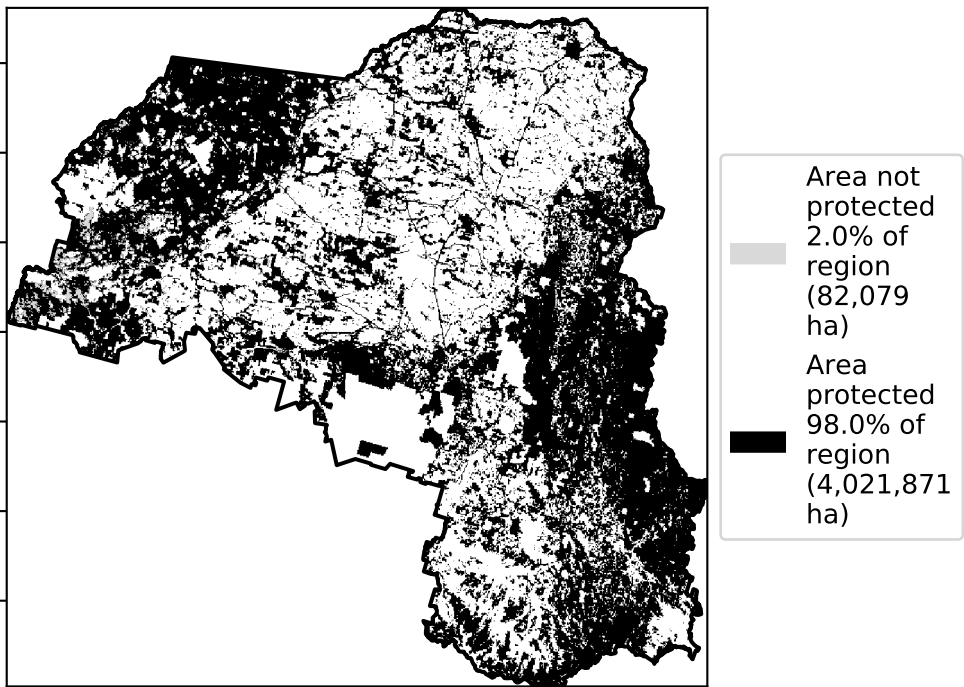 Area not
protected
2.0% of
region
(82,079
ha)
Area
protected
98.0% of
region
(4,021,871
ha)